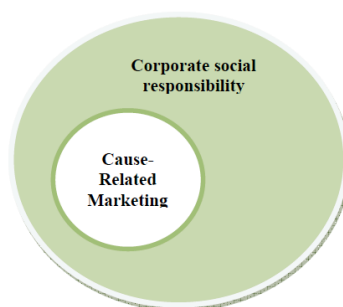 Corporate social
responsibility
Cause-
Related
Marketing